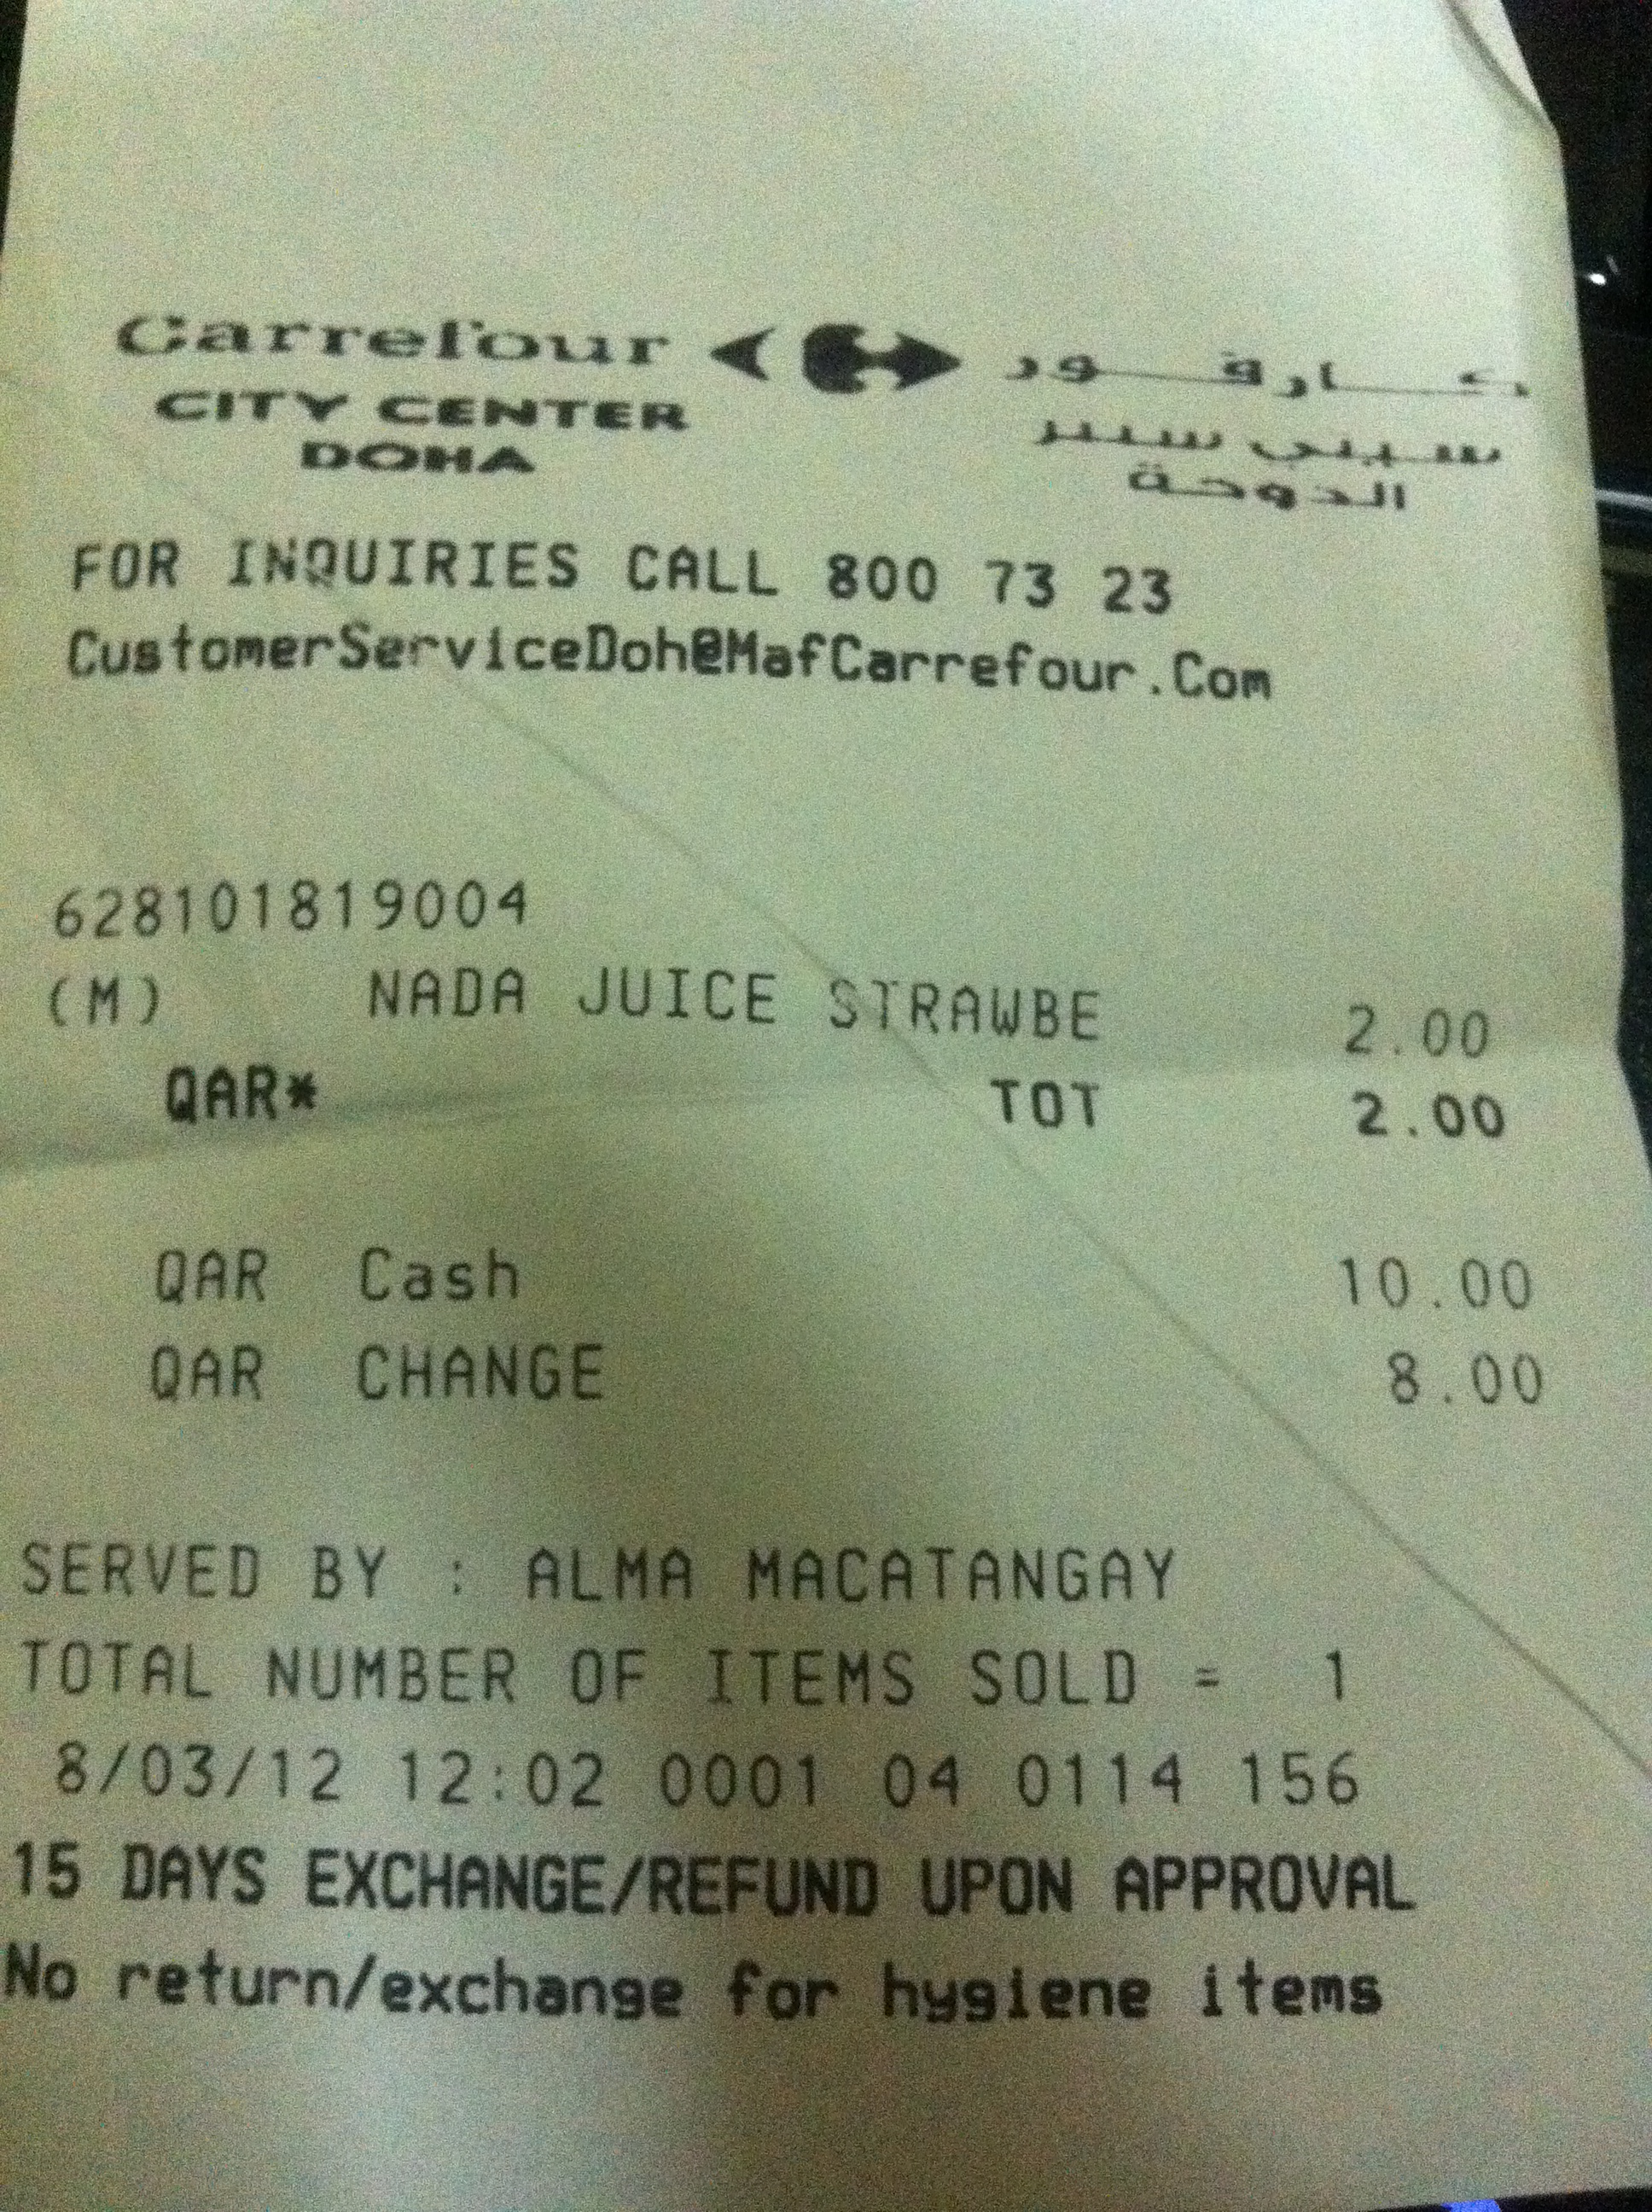 Carrefour كارفور
CITY CENTER سيتي سنتر
DOHA الدوحة
FOR INQUIRIES CALL 800 73 23
CustomerServiceDoh@MafCarrefour.Com
628101819004
(M) NADA JUICE STRAWBE 2.00
QAR* TOT 2.00
QAR Cash 10.00
QAR CHANGE 8.00
SERVED BY : ALMA MACATANGAY
TOTAL NUMBER OF ITEMS SOLD = 1
8/03/12 12:02 0001 04 0114 156
15 DAYS EXCHANGE/REFUND UPON APPROVAL
No return/exchange for hygiene items